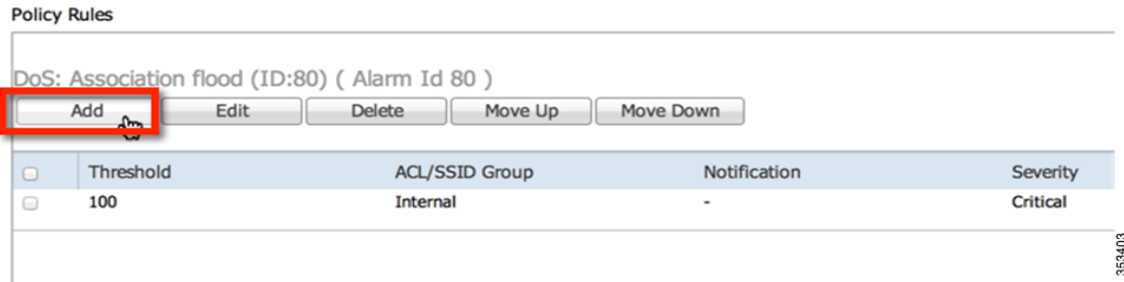 Policy Rules
DoS: Association flood (ID:80) ( Alarm Id 80 )
Add Edit Delete Move Up Move Down
Threshold ACL/SSID Group Notification Severity
100 Internal - Critical
353403